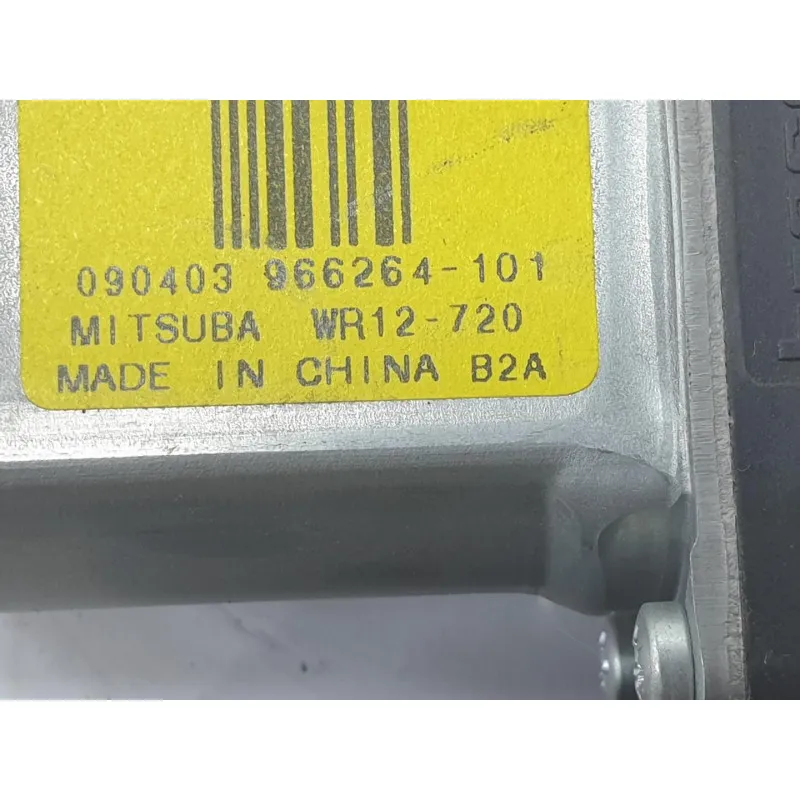 090403 966264-101
MITSUBA WR12-720
MADE IN CHINA B2A